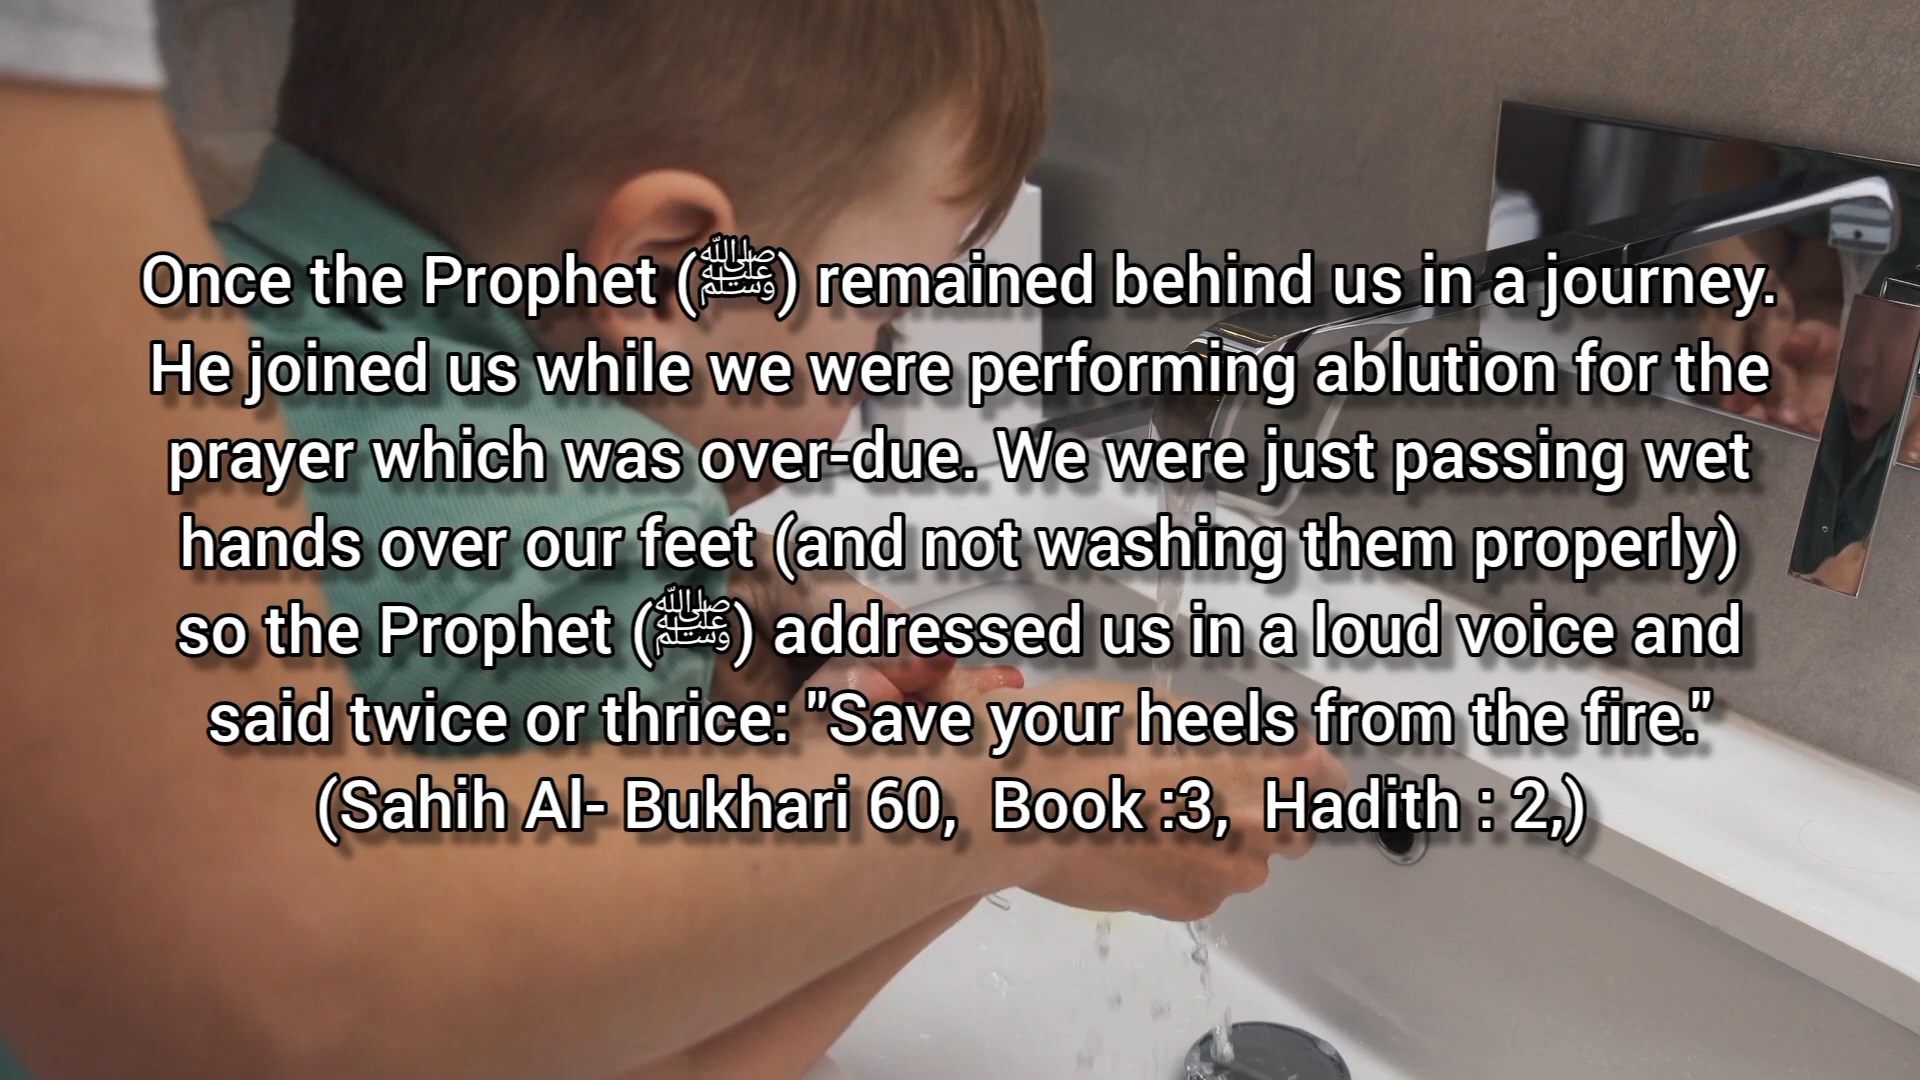 Once the Prophet (ﷺ) remained behind us in a journey.
He joined us while we were performing ablution for the
prayer which was over-due. We were just passing wet
hands over our feet (and not washing them properly)
so the Prophet (ﷺ) addressed us in a loud voice and
said twice or thrice: "Save your heels from the fire."
(Sahih Al- Bukhari 60,  Book :3,  Hadith : 2,)